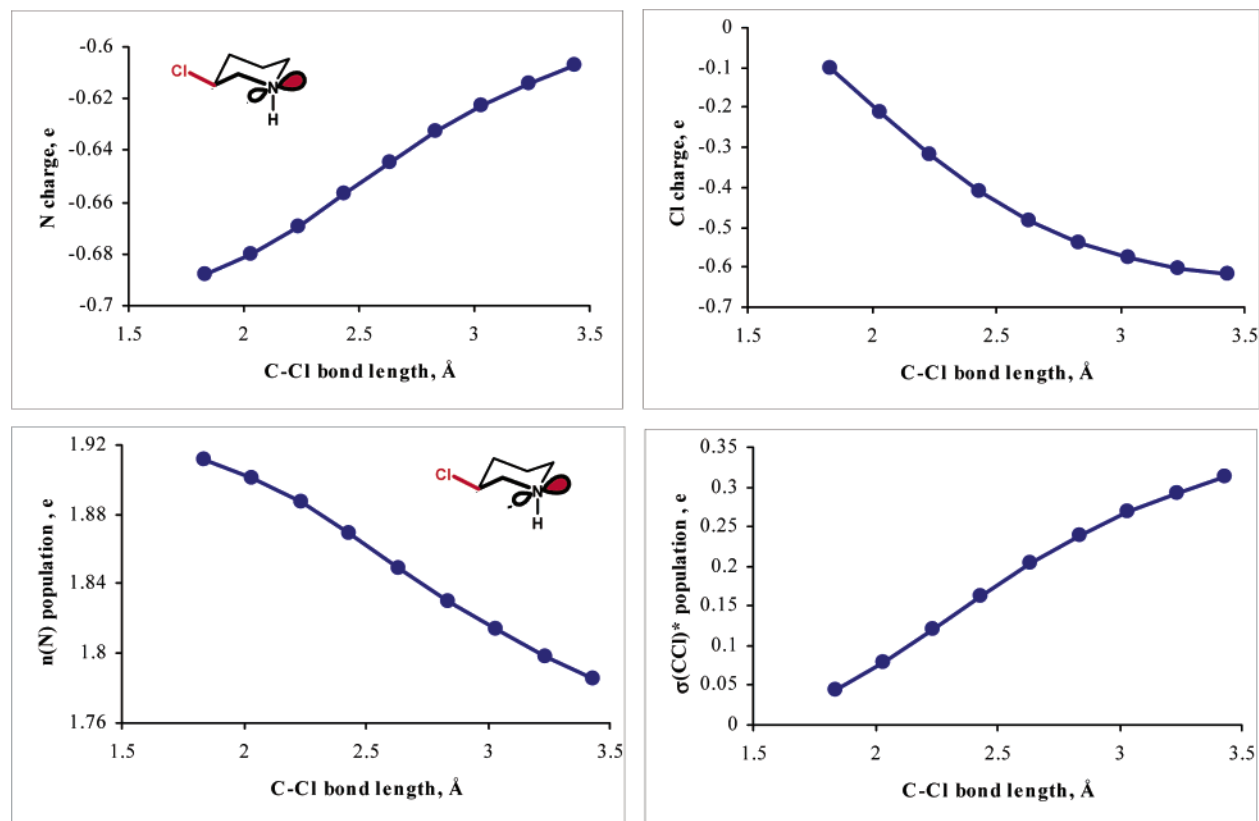 -0.6
-0.62
-0.64
-0.66
-0.68
-0.7
N charge, e
Cl
N
H
1.5 2 2.5 3 3.5
C-Cl bond length, Å
0
-0.1
-0.2
-0.3
-0.4
-0.5
-0.6
-0.7
Cl charge, e
1.5 2 2.5 3 3.5
C-Cl bond length, Å
1.92
1.88
1.84
1.8
1.76
n(N) population , e
Cl
N
H
1.5 2 2.5 3 3.5
C-Cl bond length, Å
0.35
0.3
0.25
0.2
0.15
0.1
0.05
0
σ(CCl)* population , e
1.5 2 2.5 3 3.5
C-Cl bond length, Å